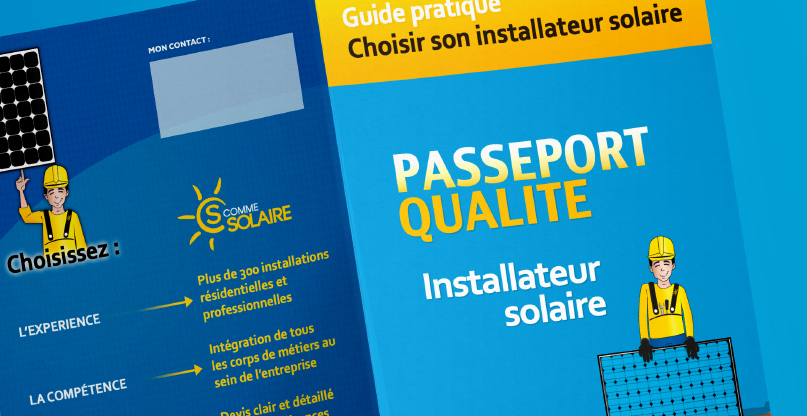 MON CONTACT :
Choisissez :
S COMME
SOLAIRE
L'EXPERIENCE
Plus de 300 installations
résidentielles et
professionnelles
LA COMPÉTENCE
Intégration de tous
les corps de métiers au
sein de l'entreprise
Devis clair et détaillé
Guide pratique
Choisir son installateur solaire
PASSEPORT
QUALITE
Installateur
solaire